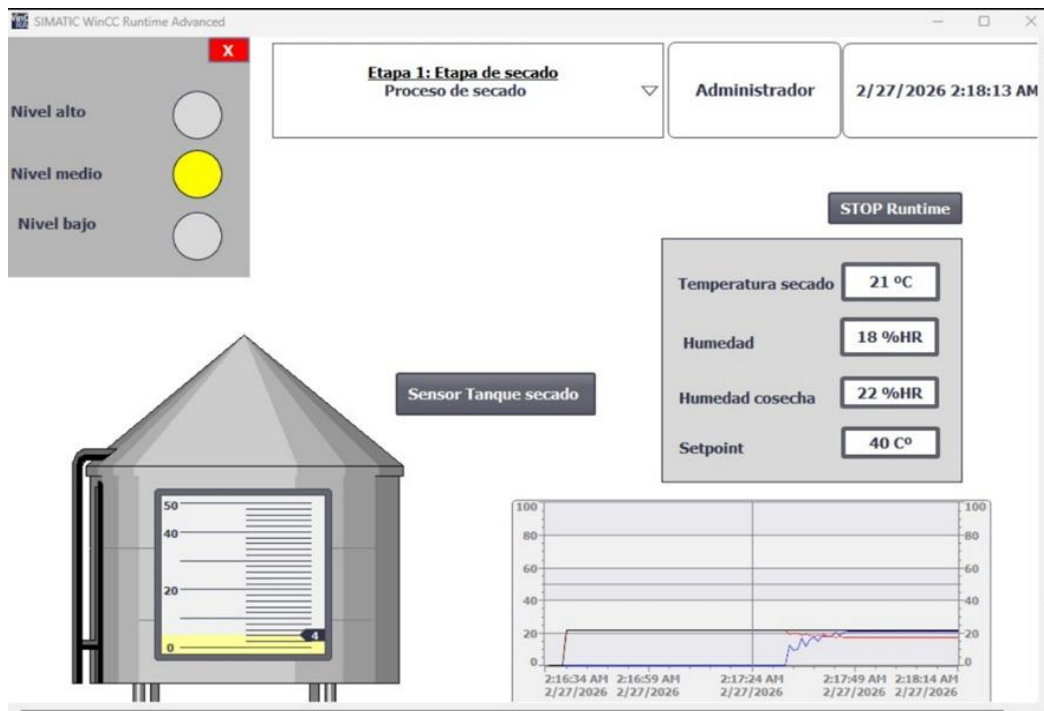 SIMATIC WinCC Runtime Advanced
X
Nivel alto
Nivel medio
Nivel bajo
Etapa 1: Etapa de secado
Proceso de secado
Administrador
2/27/2026 2:18:13 AM
STOP Runtime
Temperatura secado 21 ºC
Humedad 18 %HR
Humedad cosecha 22 %HR
Setpoint 40 Cº
Sensor Tanque secado
50
40
20
4
0
100 100
80 80
60 60
40 40
20 20
0 0
2:16:34 AM 2:16:59 AM 2:17:24 AM 2:17:49 AM 2:18:14 AM
2/27/2026 2/27/2026 2/27/2026 2/27/2026 2/27/2026